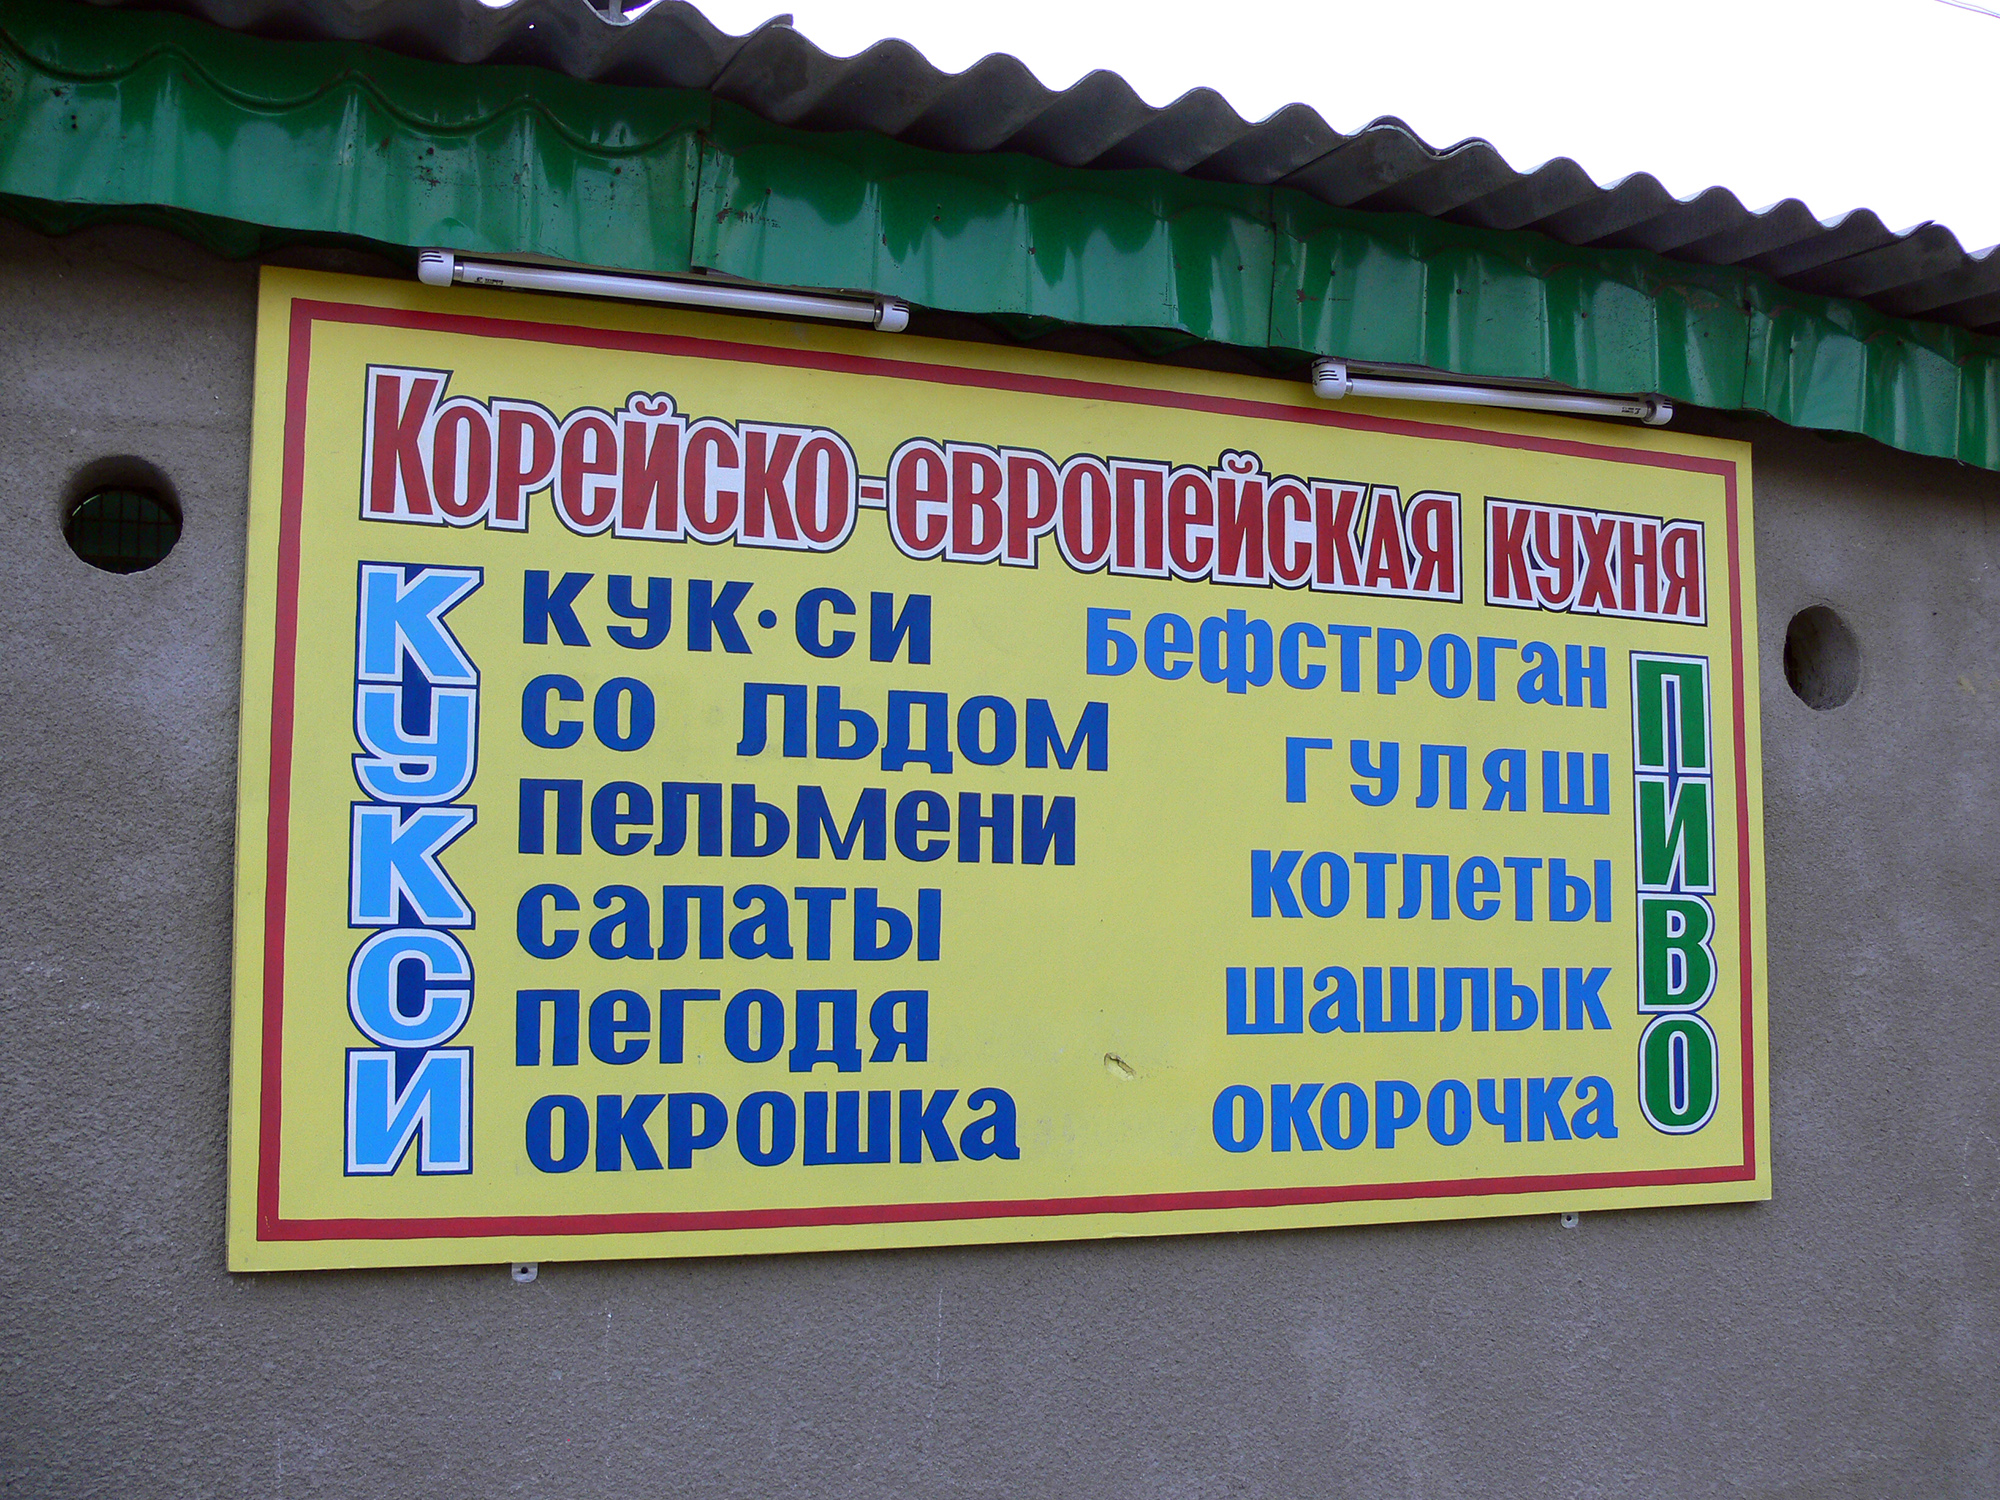 Корейско-европейская кухня
КУКСИ
кук·си
со льдом
пельмени
салаты
пегодя
окрошка
Бефстроган
гуляш
котлеты
шашлык
окорочка
ПИВО